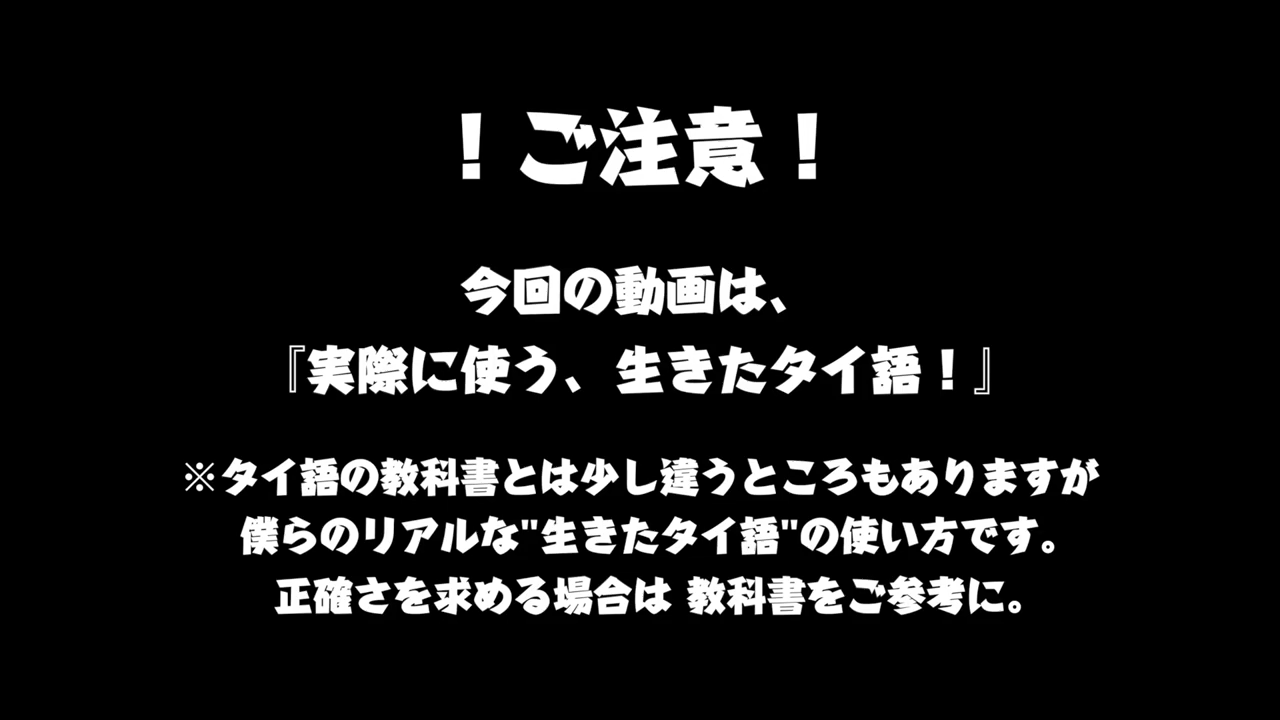 ！ご注意！
今回の動画は、
『実際に使う、生きたタイ語！』
※タイ語の教科書とは少し違うところもありますが
僕らのリアルな"生きたタイ語"の使い方です。
正確さを求める場合は 教科書をご参考に。